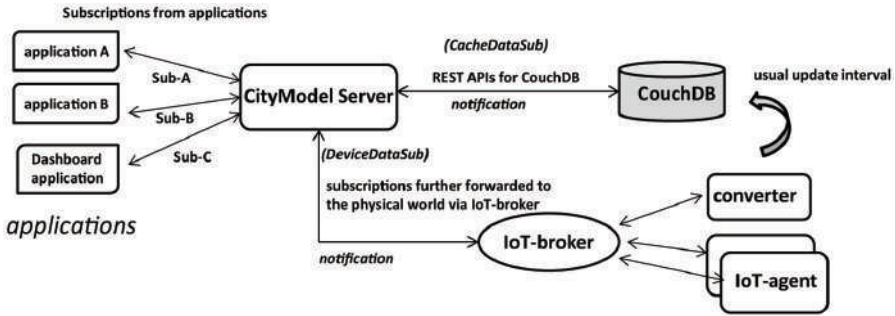 Subscriptions from applications
application A
application B
Dashboard
application
applications
Sub-A
Sub-B
Sub-C
CityModel Server
(CacheDataSub)
REST APIs for CouchDB
notification
CouchDB
usual update interval
(DeviceDataSub)
subscriptions further forwarded to
the physical world via IoT-broker
notification
IoT-broker
converter
IoT-agent